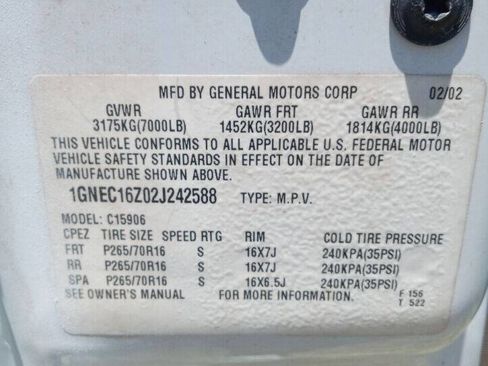 MFD BY GENERAL MOTORS CORP 02/02
GVWR GAWR FRT GAWR RR
3175KG(7000LB) 1452KG(3200LB) 1814KG(4000LB)
THIS VEHICLE CONFORMS TO ALL APPLICABLE U.S. FEDERAL MOTOR
VEHICLE SAFETY STANDARDS IN EFFECT ON THE DATE OF
MANUFACTURE SHOWN ABOVE.
1GNEC16Z02J242588 TYPE: M.P.V.
MODEL: C15906
CPEZ TIRE SIZE SPEED RTG RIM COLD TIRE PRESSURE
FRT P265/70R16 S 16X7J 240KPA(35PSI)
RR P265/70R16 S 16X7J 240KPA(35PSI)
SPA P265/70R16 S 16X6.5J 240KPA(35PSI)
SEE OWNER'S MANUAL FOR MORE INFORMATION. F 156
T 522